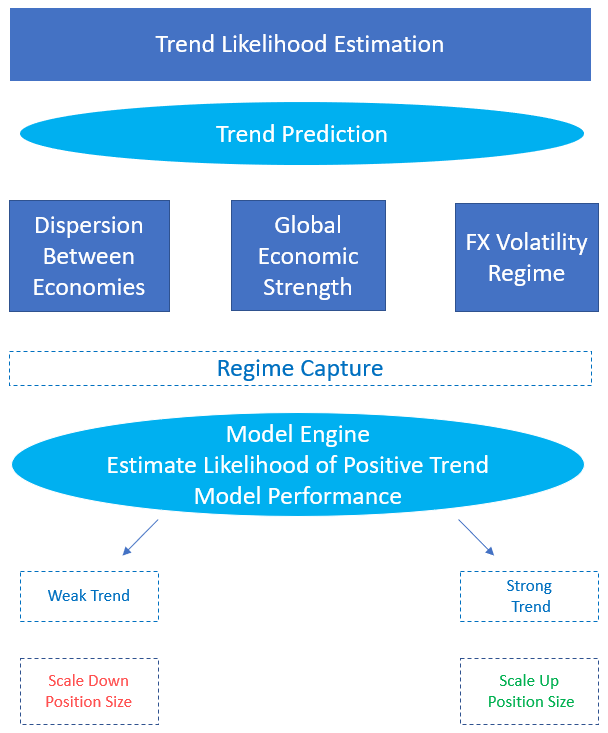 Trend Likelihood Estimation
Trend Prediction
Dispersion
Between
Economies
Global
Economic
Strength
FX Volatility
Regime
Regime Capture
Model Engine
Estimate Likelihood of Positive Trend
Model Performance
Weak Trend
Strong
Trend
Scale Down
Position Size
Scale Up
Position Size